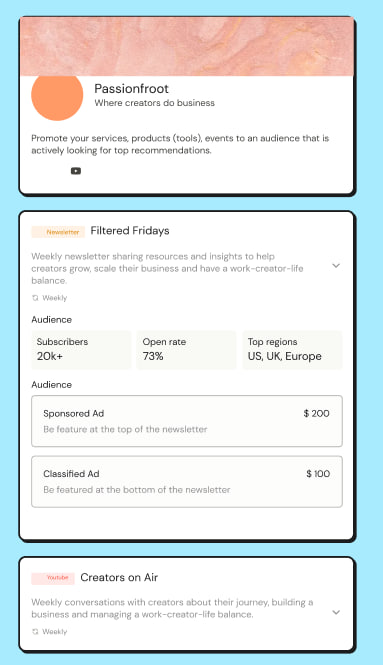 Passionfroot
Where creators do business
Promote your services, products (tools), events to an audience that is
actively looking for top recommendations.
Newsletter Filtered Fridays
Weekly newsletter sharing resources and insights to help
creators grow, scale their business and have a work-creator-life
balance.
Weekly
Audience
Subscribers Open rate Top regions
20k+ 73% US, UK, Europe
Audience
Sponsored Ad $ 200
Be feature at the top of the newsletter
Classified Ad $ 100
Be featured at the bottom of the newsletter
Youtube Creators on Air
Weekly conversations with creators about their journey, building a
business and managing a work-creator-life balance.
Weekly